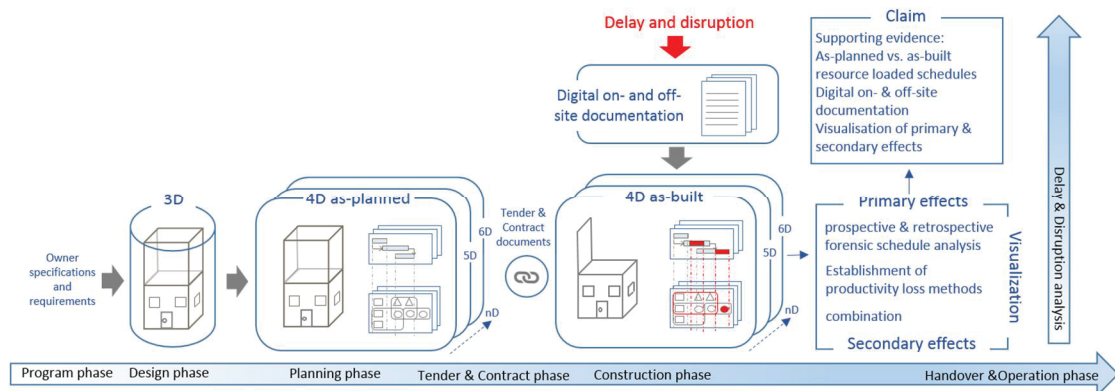 Delay and disruption
Digital on- and off-
site documentation
Claim
Supporting evidence:
As-planned vs. as-built
resource loaded schedules
Digital on- & off-site
documentation
Visualisation of primary &
secondary effects
Delay & Disruption analysis
Owner
specifications
and
requirements
3D
4D as-planned
5D
6D
nD
Tender &
Contract
documents
4D as-built
5D
6D
nD
Primary effects
prospective & retrospective
forensic schedule analysis
Establishment of
productivity loss methods
combination
Secondary effects
Visualization
Program phase
Design phase
Planning phase
Tender & Contract phase
Construction phase
Handover &Operation phase